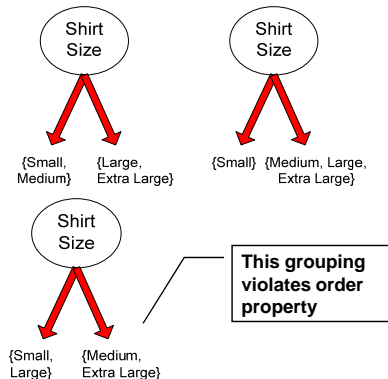 Shirt
Size
{Small,
Medium}
{Large,
Extra Large}
Shirt
Size
{Small}
{Medium, Large,
Extra Large}
Shirt
Size
{Small,
Large}
{Medium,
Extra Large}
This grouping
violates order
property